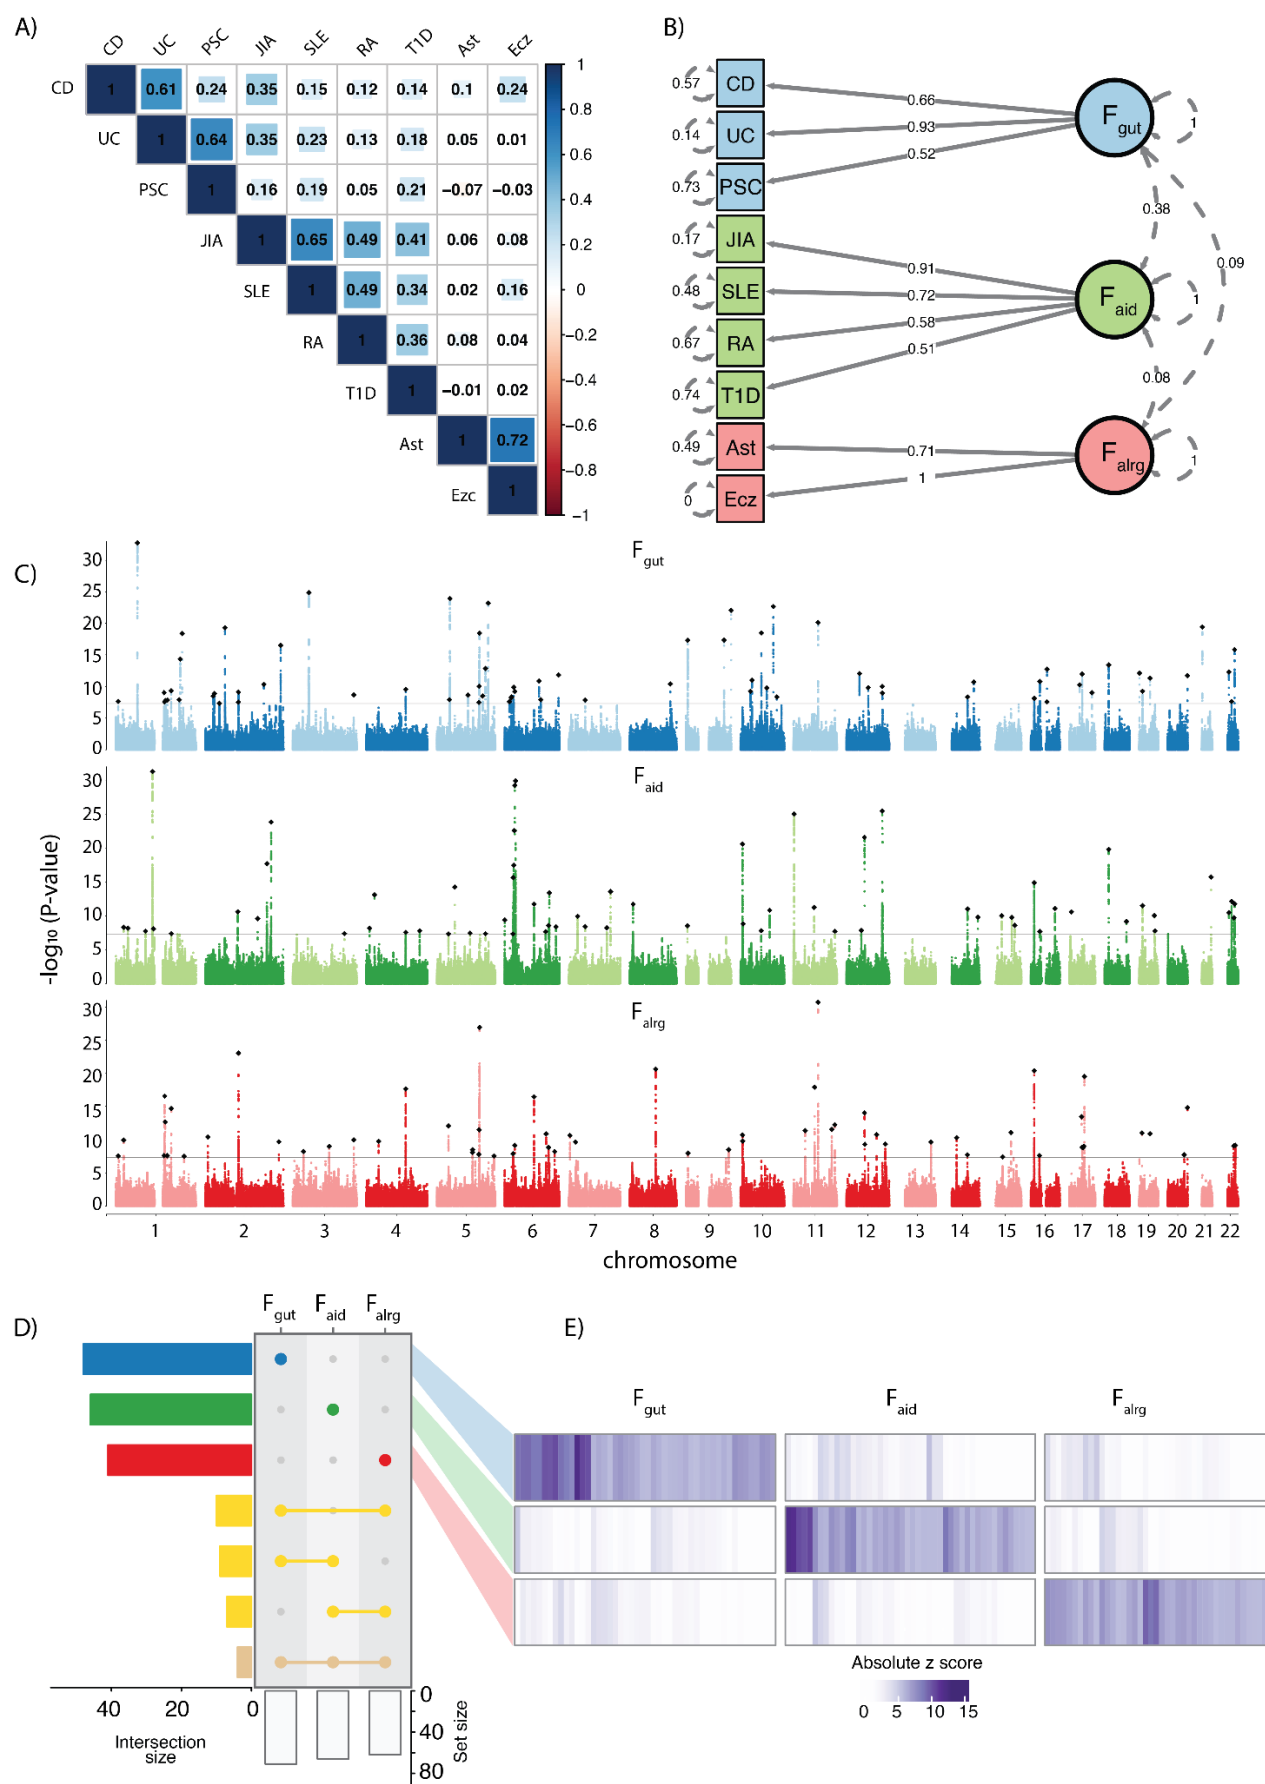 A)
CD UC PSC JIA SLE RA T1D Ast Ecz
CD 1 0.61 0.24 0.35 0.15 0.12 0.14 0.1 0.24
UC 1 0.64 0.35 0.23 0.13 0.18 0.05 0.01
PSC 1 0.16 0.19 0.05 0.21 −0.07 −0.03
JIA 1 0.65 0.49 0.41 0.06 0.08
SLE 1 0.49 0.34 0.02 0.16
RA 1 0.36 0.08 0.04
T1D 1 −0.01 0.02
Ast 1 0.72
Ezc 1
1
0.8
0.6
0.4
0.2
0
−0.2
−0.4
−0.6
−0.8
−1
B)
0.57 CD 0.66
0.14 UC 0.93
0.73 PSC 0.52
0.17 JIA 0.91
0.48 SLE 0.72
0.67 RA 0.58
0.74 T1D 0.51
0.49 Ast 0.71
0 Ecz 1
Fgut 1
0.38
0.09
Faid 1
0.08
Falrg 1
C)
Fgut
30
25
20
15
10
5
0
Faid
30
25
20
15
10
5
0
Falrg
30
25
20
15
10
5
0
-log10 (P-value)
1 2 3 4 5 6 7 8 9 10 11 12 13 14 15 16 17 18 19 20 21 22
chromosome
D)
Fgut Faid Falrg
40 20 0
Intersection
size
0
40
80
Set size
E)
Fgut Faid Falrg
Absolute z score
0 5 10 15